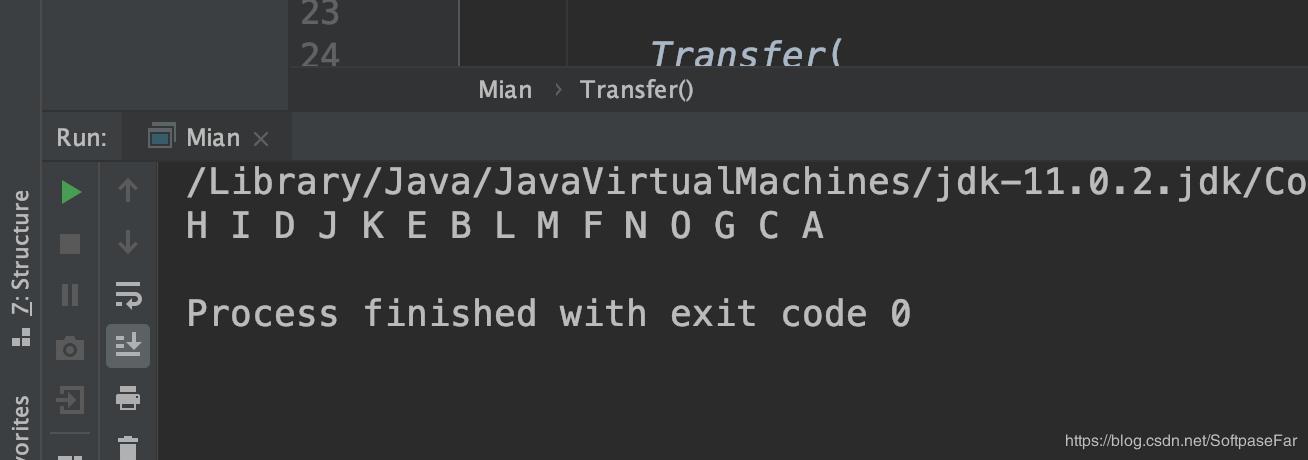 23
24
Transfer(
Mian › Transfer()
Run: Mian ×
/Library/Java/JavaVirtualMachines/jdk-11.0.2.jdk/Co
H I D J K E B L M F N O G C A
Process finished with exit code 0
7: Structure
vorites
https://blog.csdn.net/SoftpaseFar